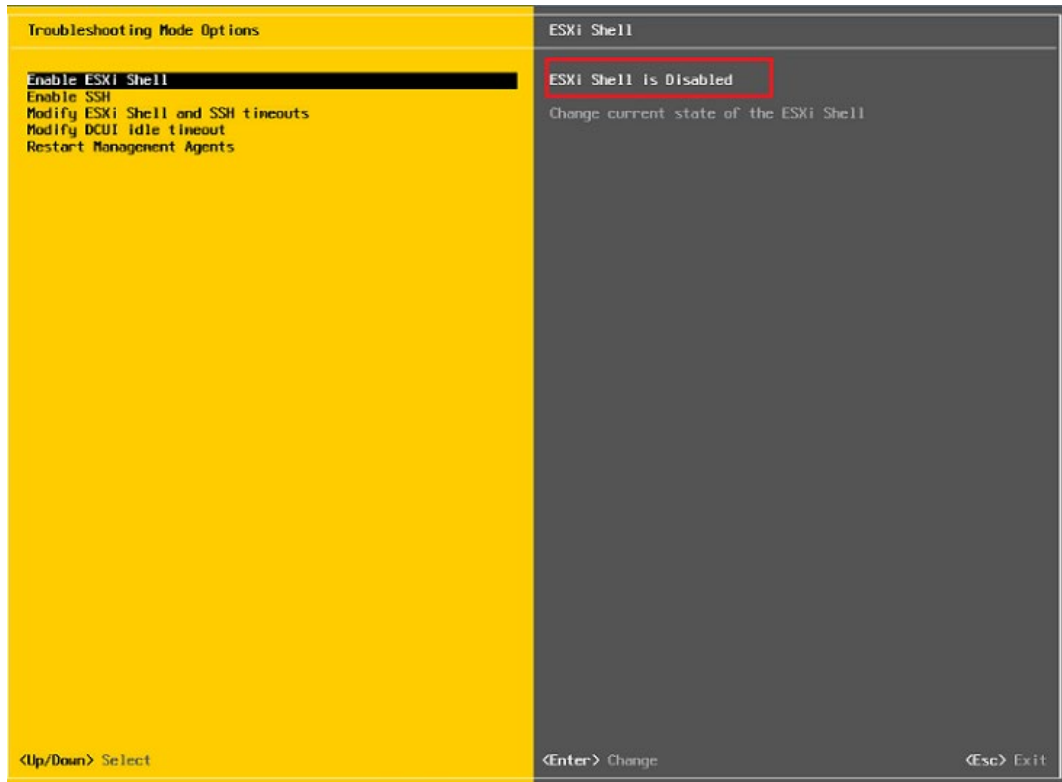 Troubleshooting Mode Options
Enable ESXi Shell
Enable SSH
Modify ESXi Shell and SSH timeouts
Modify DCUI idle timeout
Restart Management Agents
<Up/Down> Select
ESXi Shell
ESXi Shell is Disabled
Change current state of the ESXi Shell
<Enter> Change
<Esc> Exit